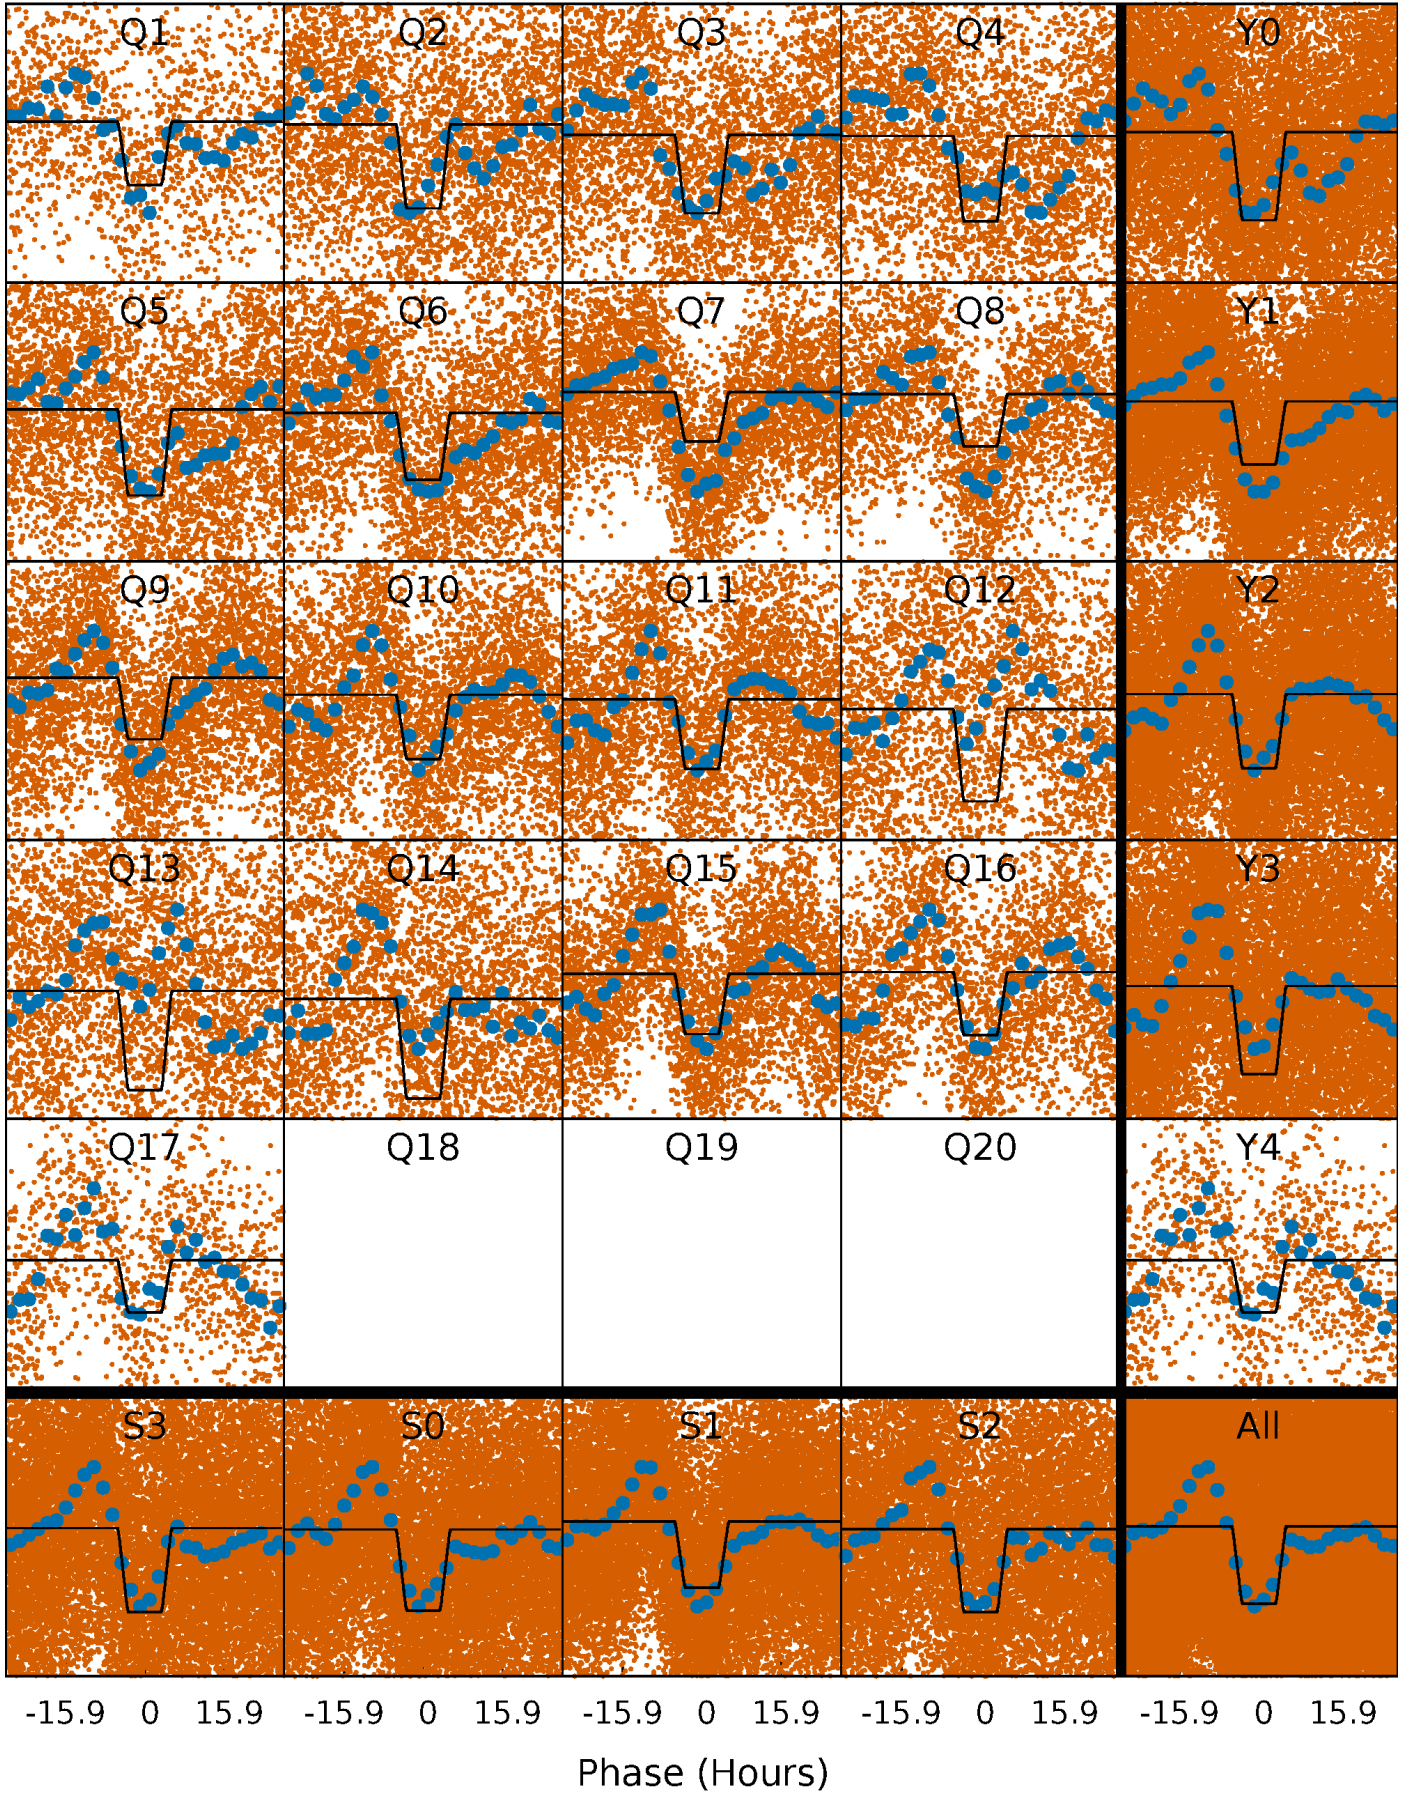 Q1 Q2 Q3 Q4 Y0
Q5 Q6 Q7 Q8 Y1
Q9 Q10 Q11 Q12 Y2
Q13 Q14 Q15 Q16 Y3
Q17 Q18 Q19 Q20 Y4
S3 S0 S1 S2 All
-15.9 0 15.9 -15.9 0 15.9 -15.9 0 15.9 -15.9 0 15.9 -15.9 0 15.9
Phase (Hours)